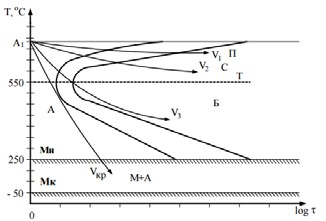 T, °C
A₁
V₁
П
V₂
С
Т
550
А
Б
V₃
250
Мн
Vкр
М+А
Мк
- 50
0
log τ